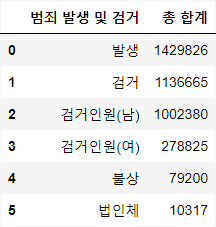 범죄 발생 및 검거 총 합계
0 발생 1429826
1 검거 1136665
2 검거인원(남) 1002380
3 검거인원(여) 278825
4 불상 79200
5 법인체 10317